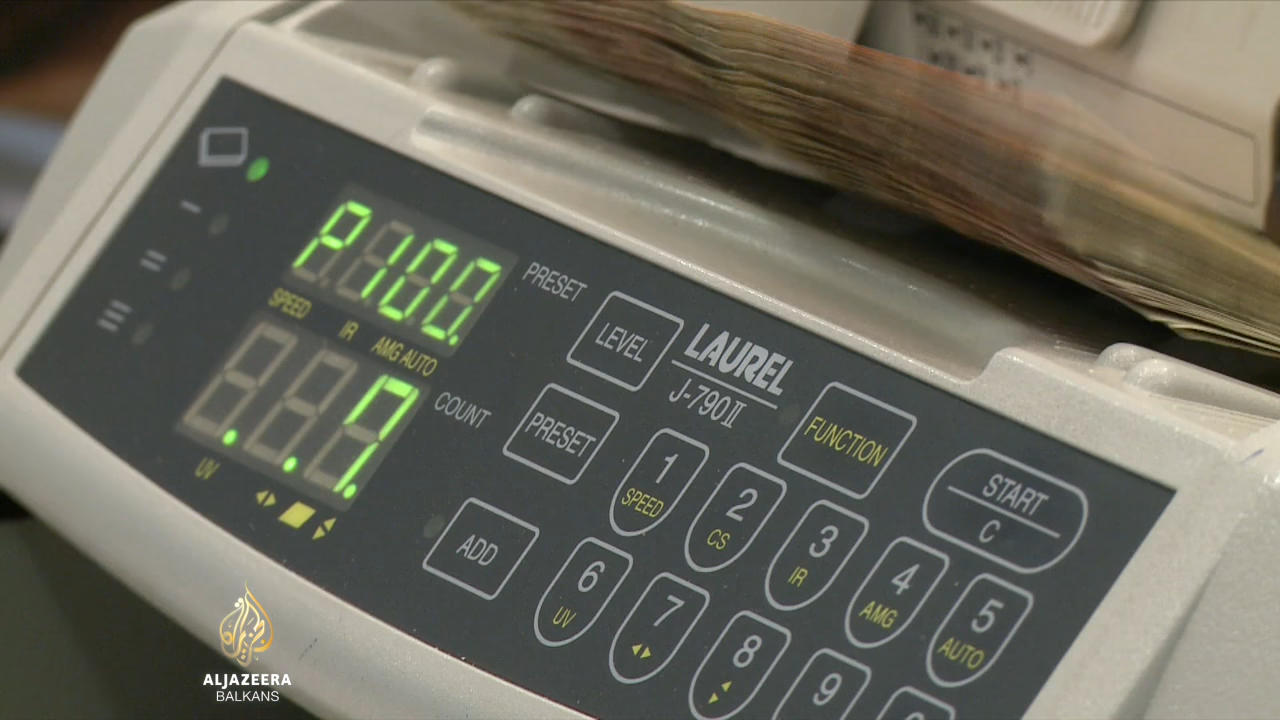 P100.
PRESET
SPEED IR AMG AUTO
.. 7.
COUNT
UV
LEVEL
PRESET
ADD
LAUREL
J-790II
FUNCTION
START
C
1
SPEED
2
CS
3
IR
4
AMG
5
AUTO
6
UV
7
8
9
ALJAZEERA
BALKANS